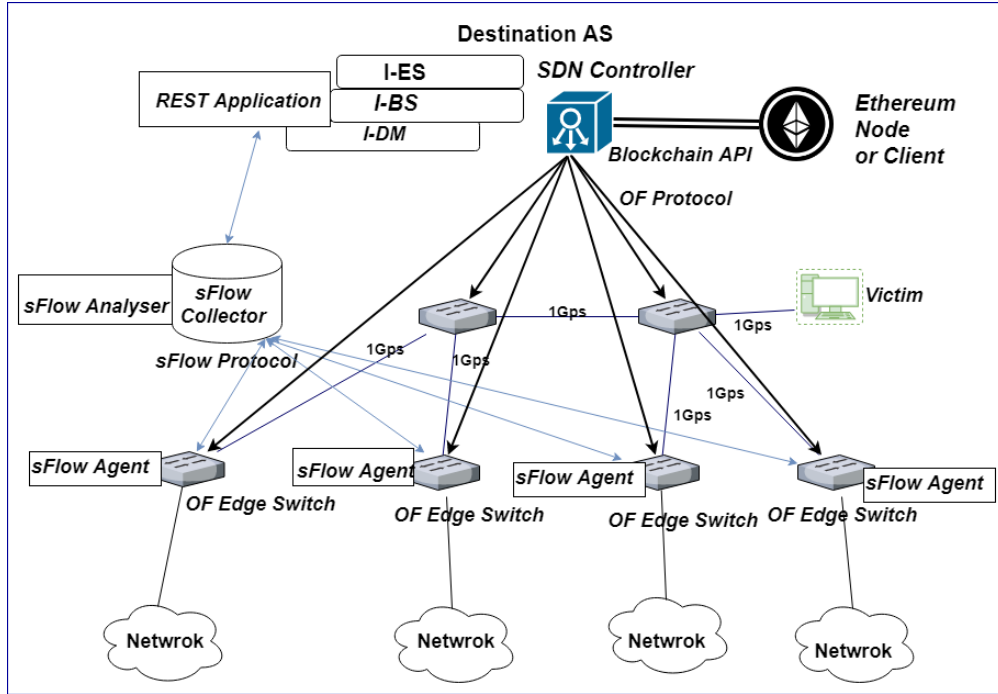 Destination AS
I-ES
SDN Controller
REST Application
I-BS
I-DM
Ethereum
Node
or Client
Blockchain API
OF Protocol
sFlow Analyser
sFlow
Collector
sFlow Protocol
Victim
1Gps
1Gps
1Gps
1Gps
1Gps
1Gps
sFlow Agent
sFlow Agent
sFlow Agent
sFlow Agent
OF Edge Switch
OF Edge Switch
OF Edge Switch
OF Edge Switch
Netwrok
Netwrok
Netwrok
Netwrok